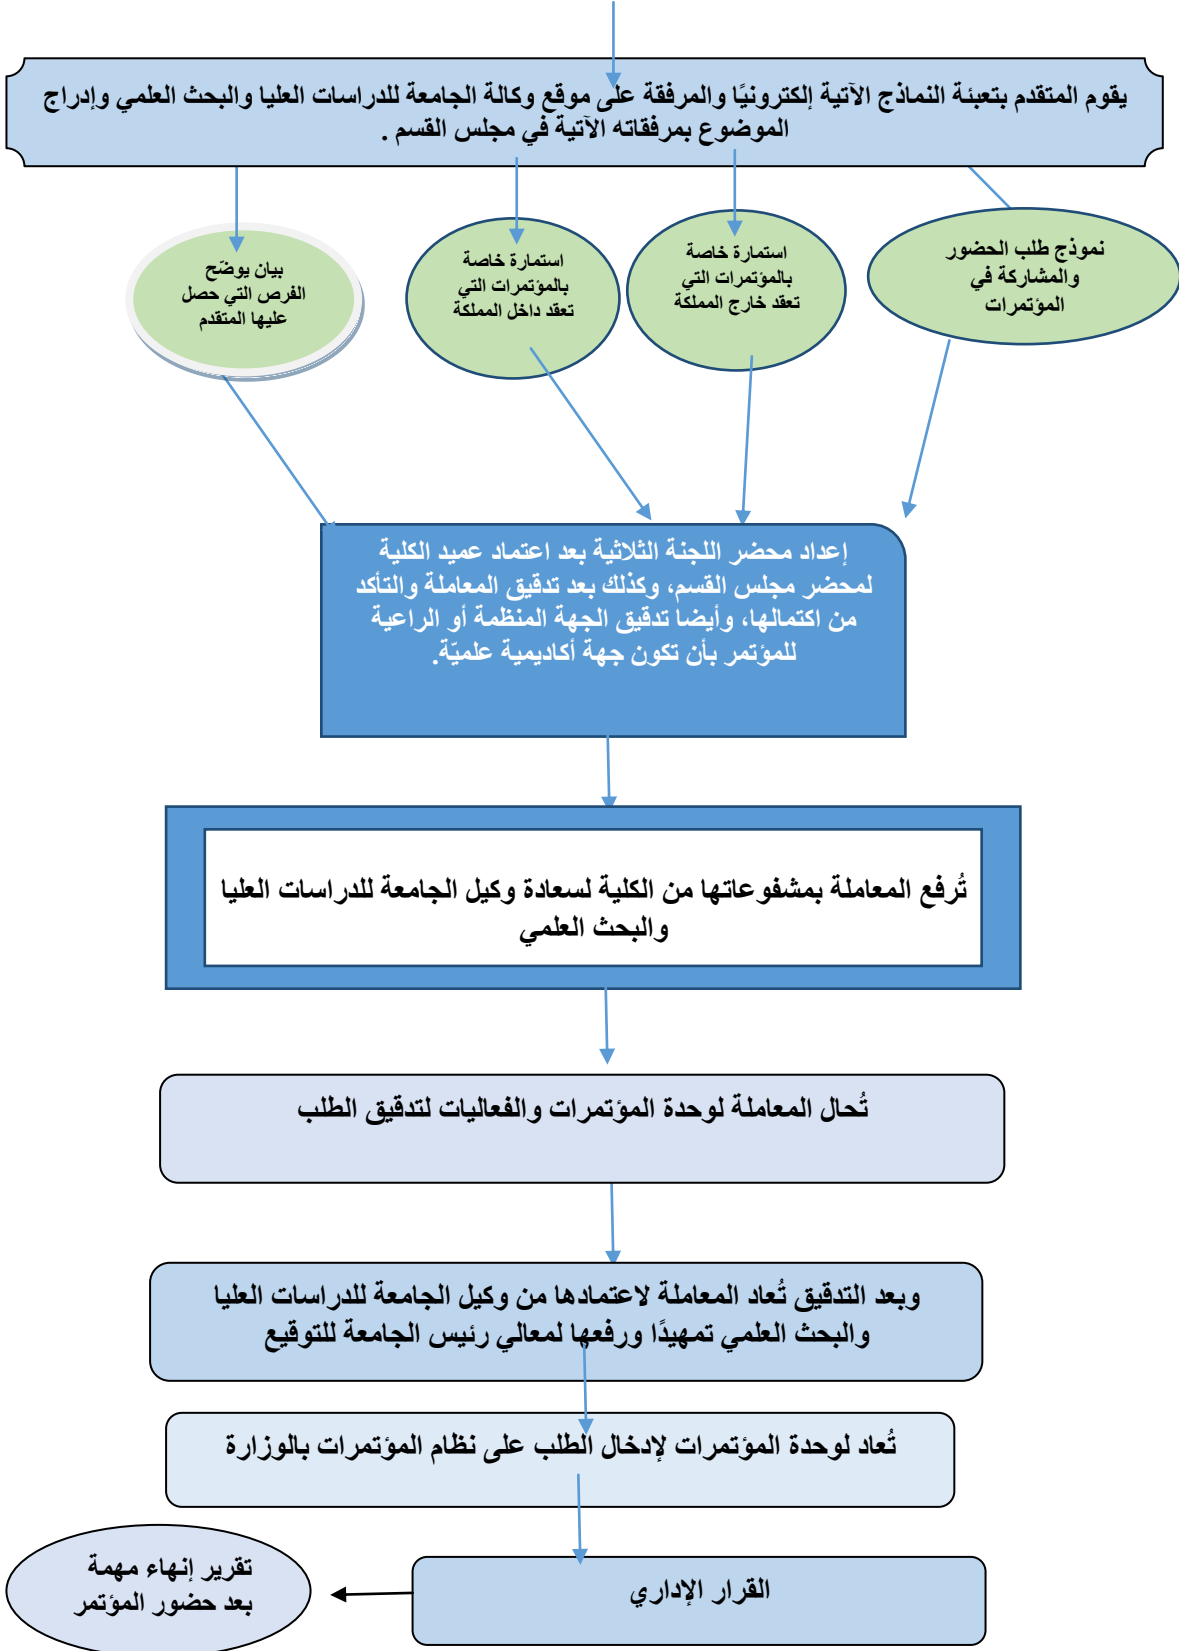 يقوم المتقدم بتعبئة النماذج الآتية إلكترونيًا والمرفقة على موقع وكالة الجامعة للدراسات العليا والبحث العلمي وإدراج
الموضوع بمرفقاته الآتية في مجلس القسم .
نموذج طلب الحضور
والمشاركة في
المؤتمرات
استمارة خاصة
بالمؤتمرات التي
تعقد خارج المملكة
استمارة خاصة
بالمؤتمرات التي
تعقد داخل المملكة
بيان يوضّح
الفرص التي حصل
عليها المتقدم
إعداد محضر اللجنة الثلاثية بعد اعتماد عميد الكلية
لمحضر مجلس القسم، وكذلك بعد تدقيق المعاملة والتأكد
من اكتمالها، وأيضا تدقيق الجهة المنظمة أو الراعية
للمؤتمر بأن تكون جهة أكاديمية علميّة.
تُرفع المعاملة بمشفوعاتها من الكلية لسعادة وكيل الجامعة للدراسات العليا
والبحث العلمي
تُحال المعاملة لوحدة المؤتمرات والفعاليات لتدقيق الطلب
وبعد التدقيق تُعاد المعاملة لاعتمادها من وكيل الجامعة للدراسات العليا
والبحث العلمي تمهيدًا ورفعها لمعالي رئيس الجامعة للتوقيع
تُعاد لوحدة المؤتمرات لإدخال الطلب على نظام المؤتمرات بالوزارة
القرار الإداري
تقرير إنهاء مهمة
بعد حضور المؤتمر